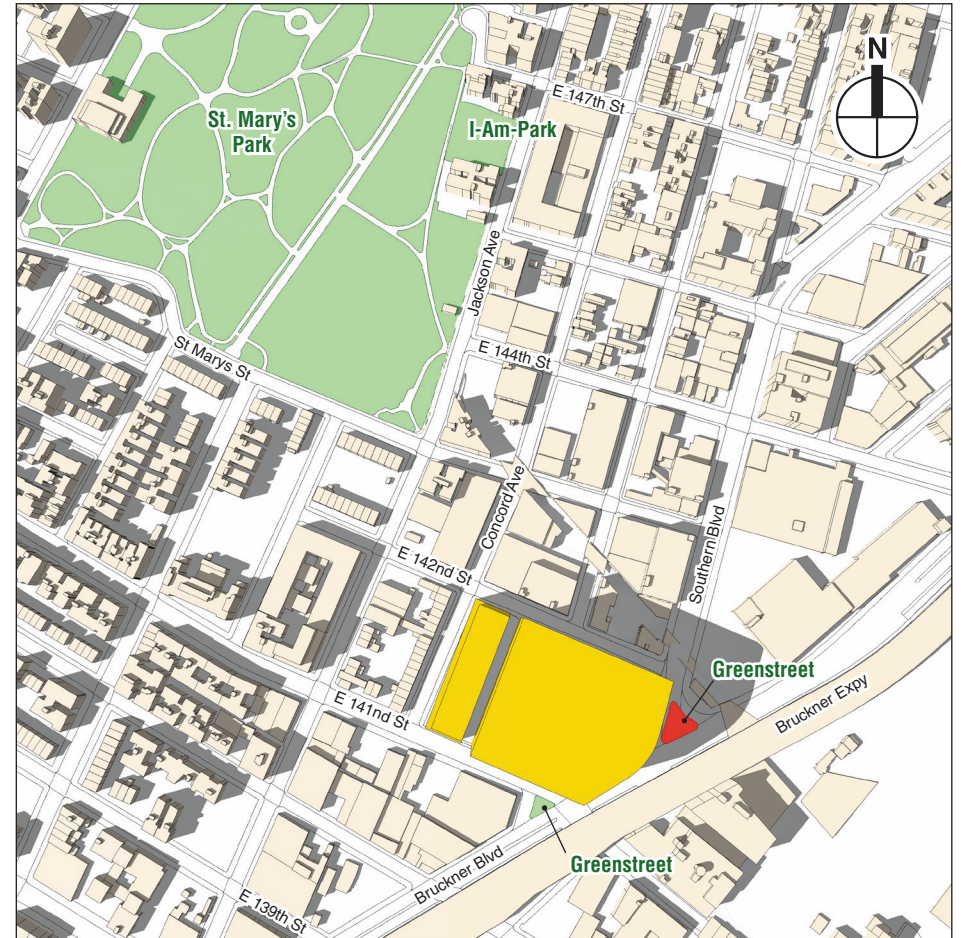 N
E 147th St
St. Mary's
Park
I-Am-Park
Jackson Ave
St Marys St
E 144th St
Concord Ave
Southern Blvd
E 142nd St
Greenstreet
Bruckner Expy
E 141nd St
Greenstreet
Bruckner Blvd
E 139th St